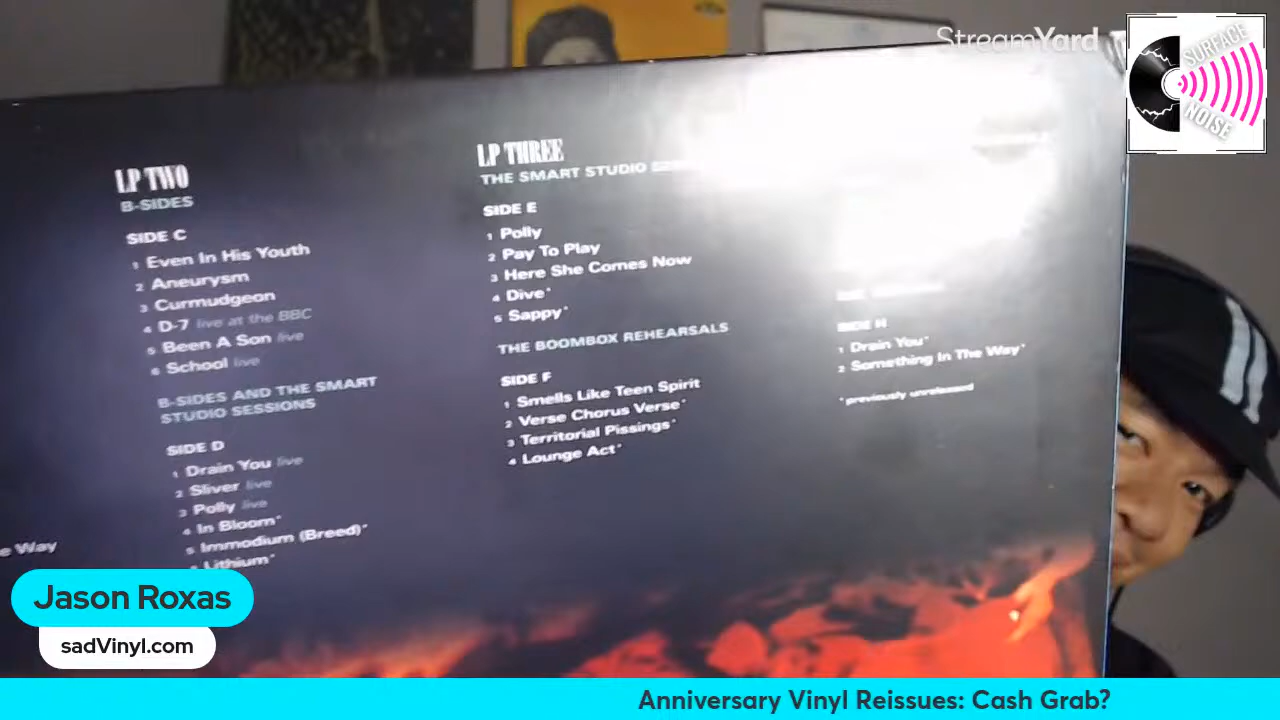 StreamYard
SURFACE
NOISE
LP TWO
B-SIDES
SIDE C
1 Even In His Youth
2 Aneurysm
3 Curmudgeon
4 D-7 live at the BBC
5 Been A Son live
6 School live
B-SIDES AND THE SMART
STUDIO SESSIONS
SIDE D
1 Drain You live
2 Sliver live
3 Polly live
4 In Bloom*
5 Immodium (Breed)*
Lithium*
LP THREE
THE SMART STUDIO
SIDE E
1 Polly
2 Pay To Play
3 Here She Comes Now
4 Dive*
5 Sappy*
THE BOOMBOX REHEARSALS
SIDE F
1 Smells Like Teen Spirit
2 Verse Chorus Verse*
3 Territorial Pissings*
4 Lounge Act*
SIDE H
1 Drain You*
2 Something In The Way*
*previously unreleased
Way
Jason Roxas
sadVinyl.com
Anniversary Vinyl Reissues: Cash Grab?